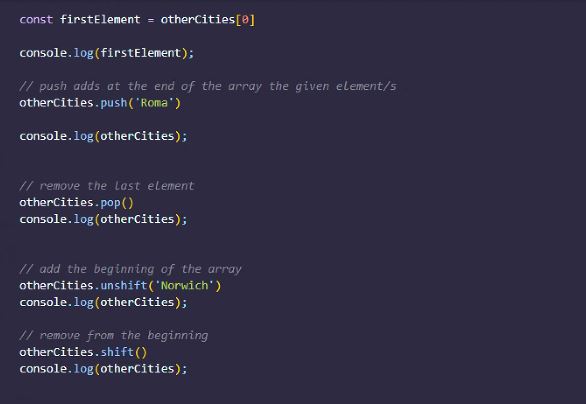 const firstElement = otherCities[0]
console.log(firstElement);
// push adds at the end of the array the given element/s
otherCities.push('Roma')
console.log(otherCities);
// remove the last element
otherCities.pop()
console.log(otherCities);
// add the beginning of the array
otherCities.unshift('Norwich')
console.log(otherCities);
// remove from the beginning
otherCities.shift()
console.log(otherCities);